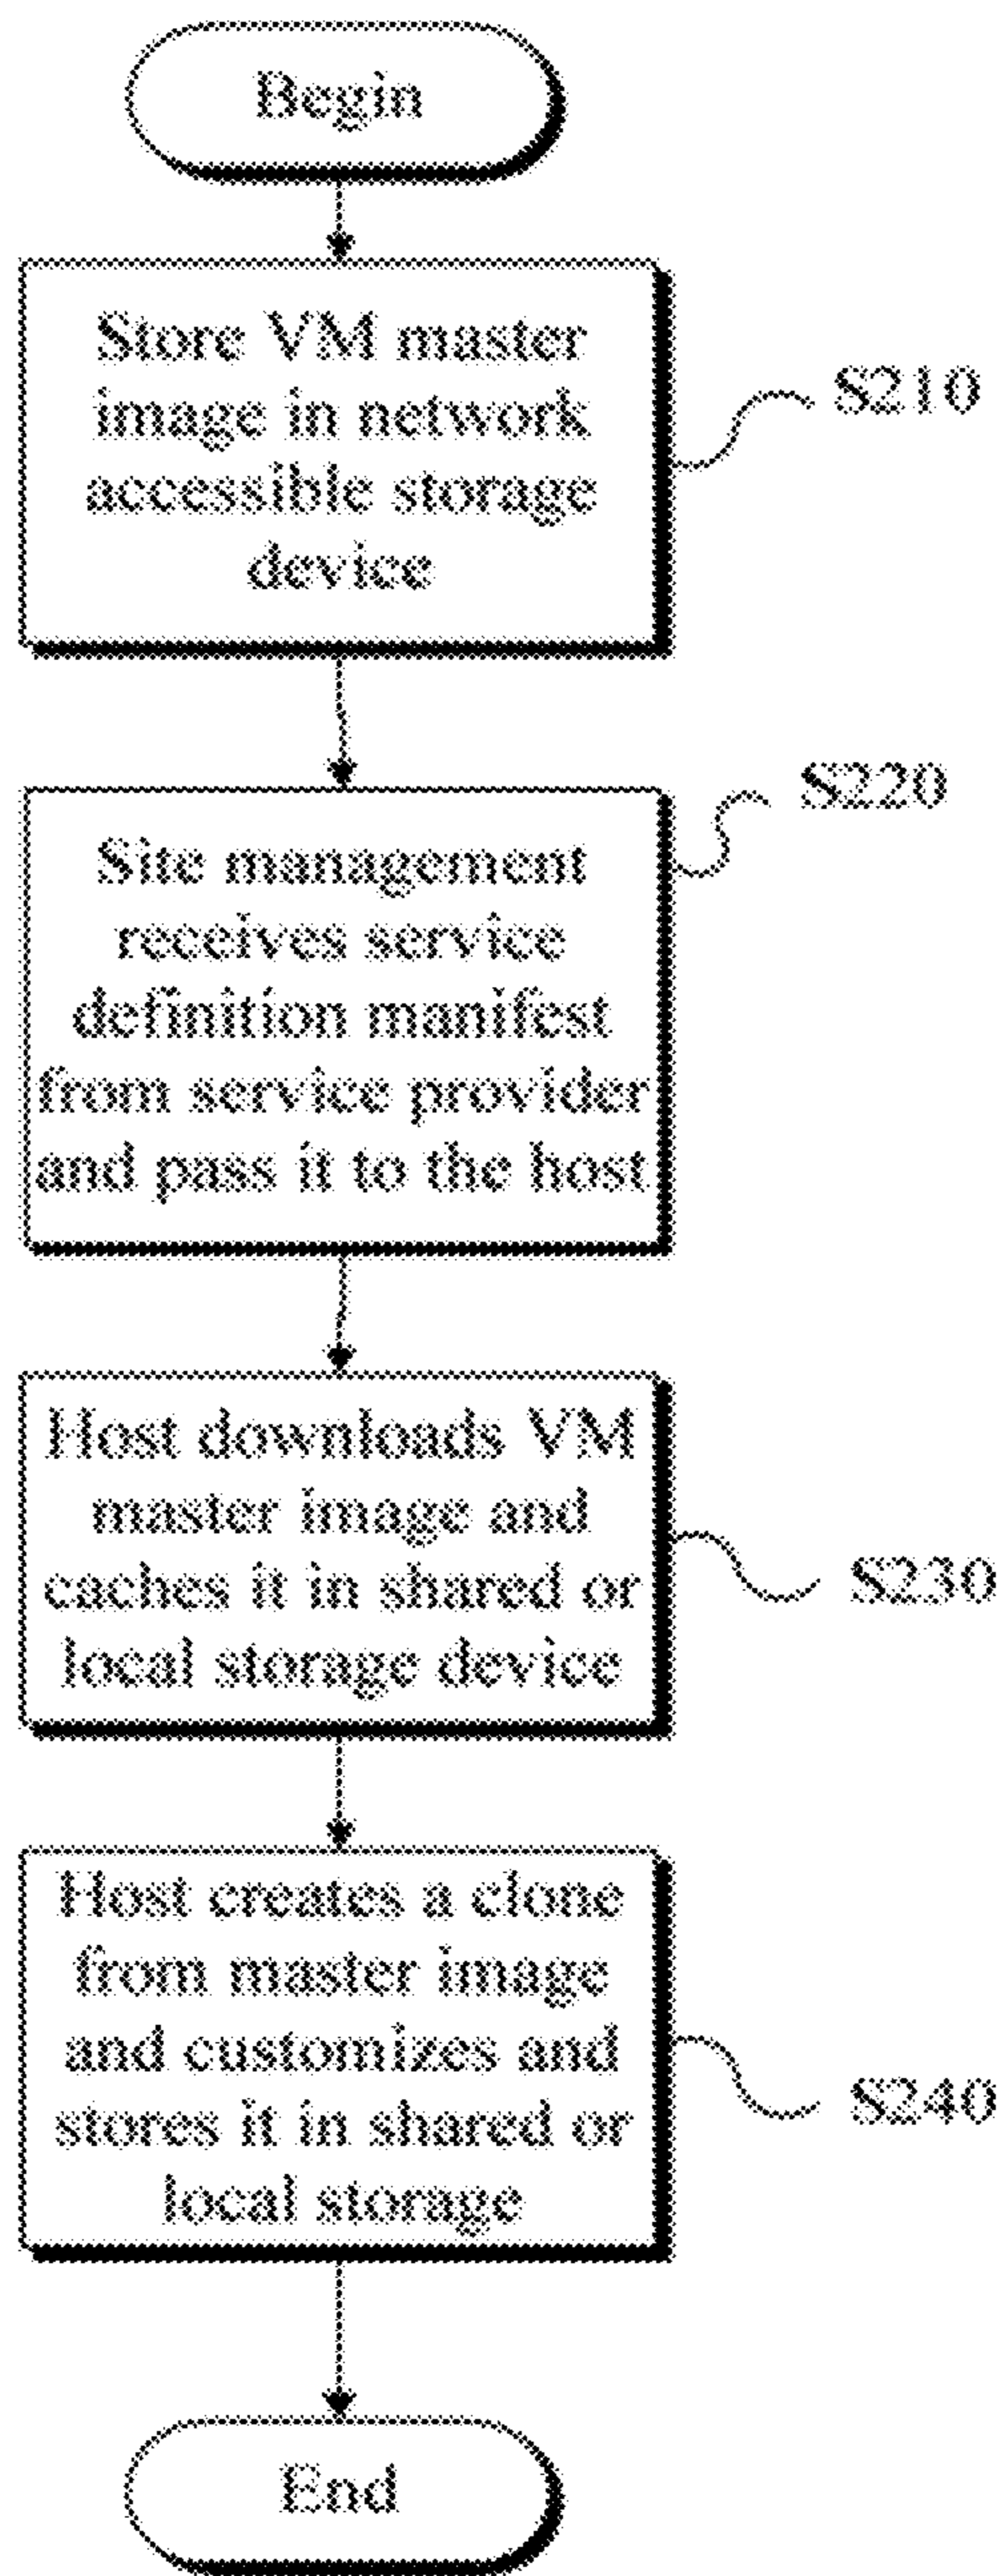 Begin
Store VM master
image in network
accessible storage
device
S210
Site management
receives service
definition manifest
from service provider
and pass it to the host
S220
Host downloads VM
master image and
caches it in shared or
local storage device
S230
Host creates a clone
from master image
and customizes and
stores it in shared or
local storage
S240
End